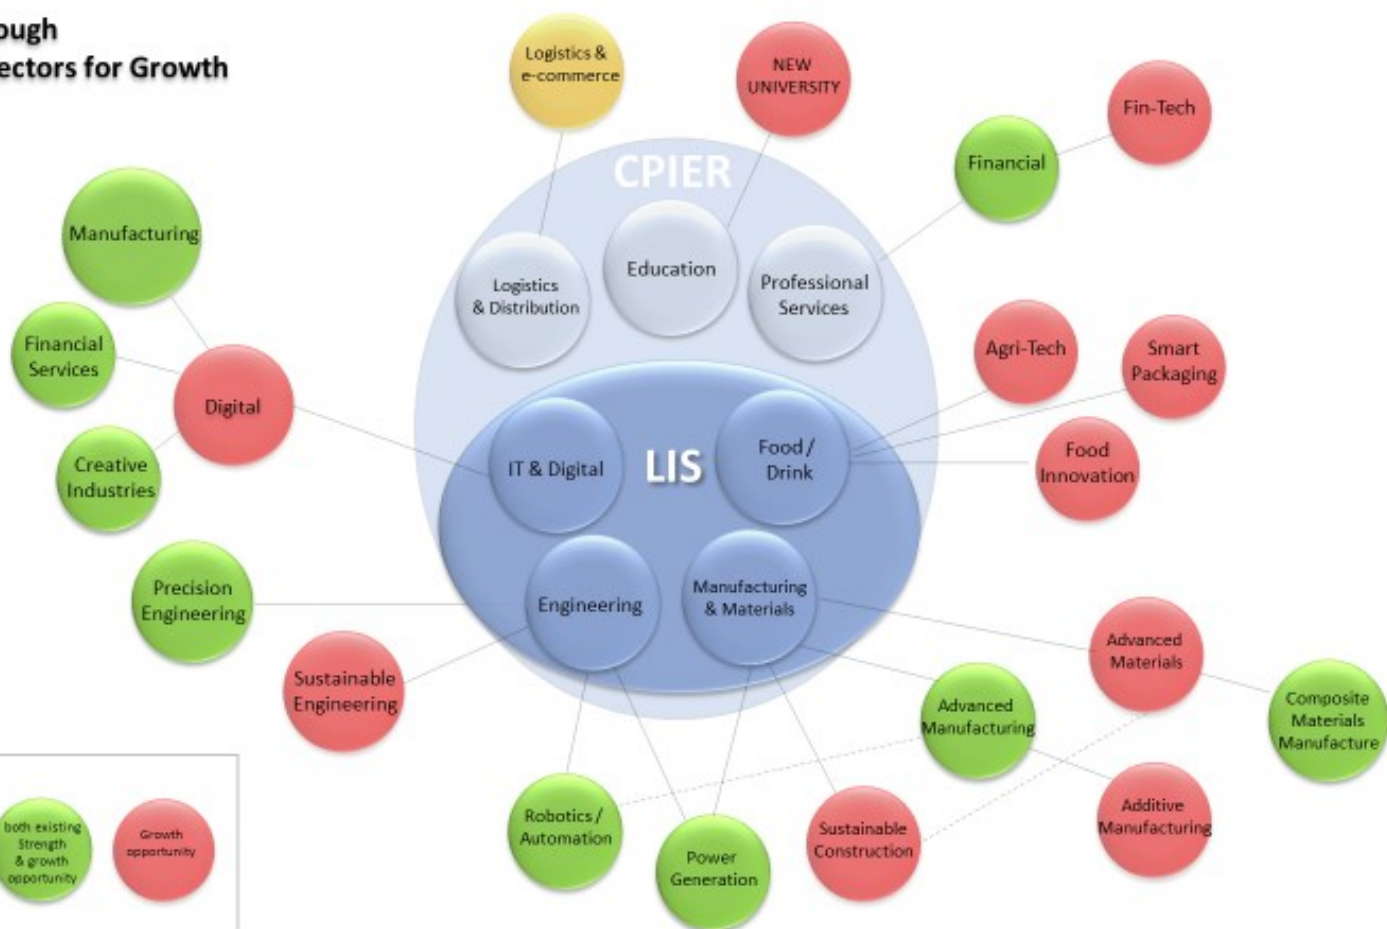 ough
ectors for Growth
Logistics &
e-commerce
NEW
UNIVERSITY
Fin-Tech
Financial
CPIER
Manufacturing
Education
Logistics
& Distribution
Professional
Services
Financial
Services
Agri-Tech
Smart
Packaging
Digital
IT & Digital
LIS
Food /
Drink
Food
Innovation
Creative
Industries
Precision
Engineering
Engineering
Manufacturing
& Materials
Sustainable
Engineering
Advanced
Materials
Advanced
Manufacturing
Composite
Materials
Manufacture
Robotics /
Automation
Power
Generation
Sustainable
Construction
Additive
Manufacturing
both existing
Strength
& growth
opportunity
Growth
opportunity